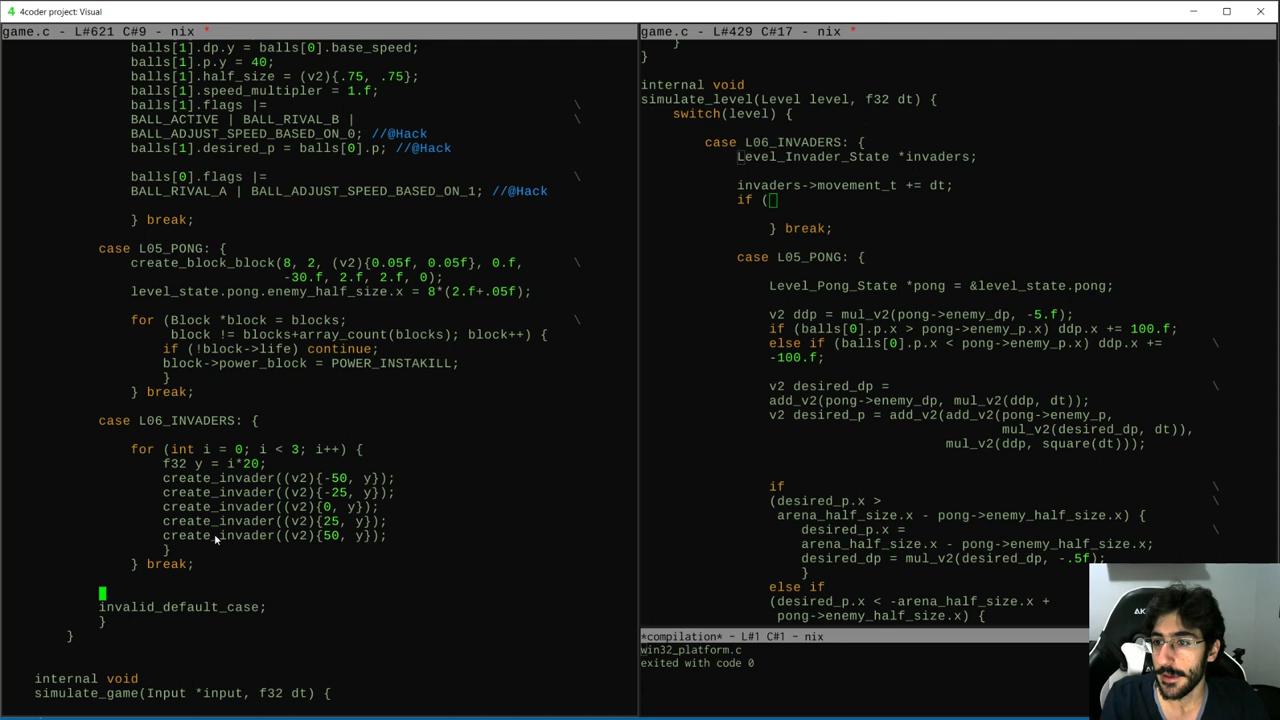 4coder project: Visual
game.c - L#621 C#9 - nix *
balls[1].dp.y = balls[0].base_speed;
balls[1].p.y = 40;
balls[1].half_size = (v2){.75, .75};
balls[1].speed_multipler = 1.f;
balls[1].flags |= \
BALL_ACTIVE | BALL_RIVAL_B | \
BALL_ADJUST_SPEED_BASED_ON_0; //@Hack
balls[1].desired_p = balls[0].p; //@Hack
balls[0].flags |= \
BALL_RIVAL_A | BALL_ADJUST_SPEED_BASED_ON_1; //@Hack
} break;
case L05_PONG: {
create_block_block(8, 2, (v2){0.05f, 0.05f}, 0.f, \
-30.f, 2.f, 2.f, 0);
level_state.pong.enemy_half_size.x = 8*(2.f+.05f);
for (Block *block = blocks; \
block != blocks+array_count(blocks); block++) {
if (!block->life) continue;
block->power_block = POWER_INSTAKILL;
}
} break;
case L06_INVADERS: {
for (int i = 0; i < 3; i++) {
f32 y = i*20;
create_invader((v2){-50, y});
create_invader((v2){-25, y});
create_invader((v2){0, y});
create_invader((v2){25, y});
create_invader((v2){50, y});
}
} break;
invalid_default_case;
}
}
internal void
simulate_game(Input *input, f32 dt) {
game.c - L#429 C#17 - nix *
}
}
internal void
simulate_level(Level level, f32 dt) {
switch(level) {
case L06_INVADERS: {
Level_Invader_State *invaders;
invaders->movement_t += dt;
if (
} break;
case L05_PONG: {
Level_Pong_State *pong = &level_state.pong;
v2 ddp = mul_v2(pong->enemy_dp, -5.f);
if (balls[0].p.x > pong->enemy_p.x) ddp.x += 100.f;
else if (balls[0].p.x < pong->enemy_p.x) ddp.x += \
-100.f;
v2 desired_dp = \
add_v2(pong->enemy_dp, mul_v2(ddp, dt));
v2 desired_p = add_v2(add_v2(pong->enemy_p,
mul_v2(desired_dp, dt)),
mul_v2(ddp, square(dt)));
if \
(desired_p.x > \
arena_half_size.x - pong->enemy_half_size.x) {
desired_p.x = \
arena_half_size.x - pong->enemy_half_size.x;
desired_dp = mul_v2(desired_dp, -.5f);
}
else if
(desired_p.x < -arena_half_size.x +
pong->enemy_half_size.x) {
*compilation* - L#1 C#1 - nix
win32_platform.c
exited with code 0